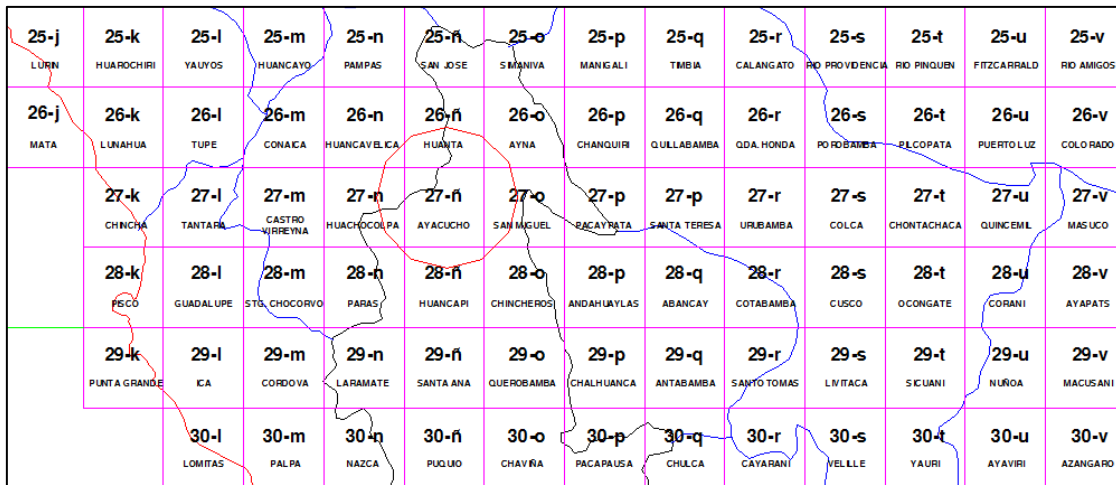 25-j 25-k 25-l 25-m 25-n 25-ñ 25-o 25-p 25-q 25-r 25-s 25-t 25-u 25-v
LURIN HUAROCHIRI YAUYOS HUANCAYO PAMPAS SAN JOSE SIMANIVA MANIGALI TIMBIA CALANGATO RIO PROVIDENCIA RIO PINQUEN FITZCARRALD RIO AMIGOS
26-j 26-k 26-l 26-m 26-n 26-ñ 26-o 26-p 26-q 26-r 26-s 26-t 26-u 26-v
MATA LUNAHUA TUPE CONAICA HUANCAVELICA HUANTA AYNA CHANQUIRI QUILLABAMBA QDA. HONDA POROBAMBA PILCOPATA PUERTO LUZ COLORADO
27-k 27-l 27-m 27-n 27-ñ 27-o 27-p 27-p 27-r 27-s 27-t 27-u 27-v
CHINCHA TANTARA CASTRO VIRREYNA HUACHOCOLPA AYACUCHO SAN MIGUEL PACAYPATA SANTA TERESA URUBAMBA COLCA CHONTACHACA QUINCEMIL MASUCO
28-k 28-l 28-m 28-n 28-ñ 28-o 28-p 28-q 28-r 28-s 28-t 28-u 28-v
PISCO GUADALUPE STG. CHOCORVO PARAS HUANCAPI CHINCHEROS ANDAHUAYLAS ABANCAY COTABAMBA CUSCO OCONGATE CORANI AYAPATS
29-k 29-l 29-m 29-n 29-ñ 29-o 29-p 29-q 29-r 29-s 29-t 29-u 29-v
PUNTA GRANDE ICA CORDOVA LARAMATE SANTA ANA QUEROBAMBA CHALHUANCA ANTABAMBA SANTO TOMAS LIVITACA SICUANI NUÑOA MACUSANI
30-l 30-m 30-n 30-ñ 30-o 30-p 30-q 30-r 30-s 30-t 30-u 30-v
LOMITAS PALPA NAZCA PUQUIO CHAVIÑA PACAPAUSA CHULCA CAYARANI VELILLE YAURI AYAVIRI AZANGARO